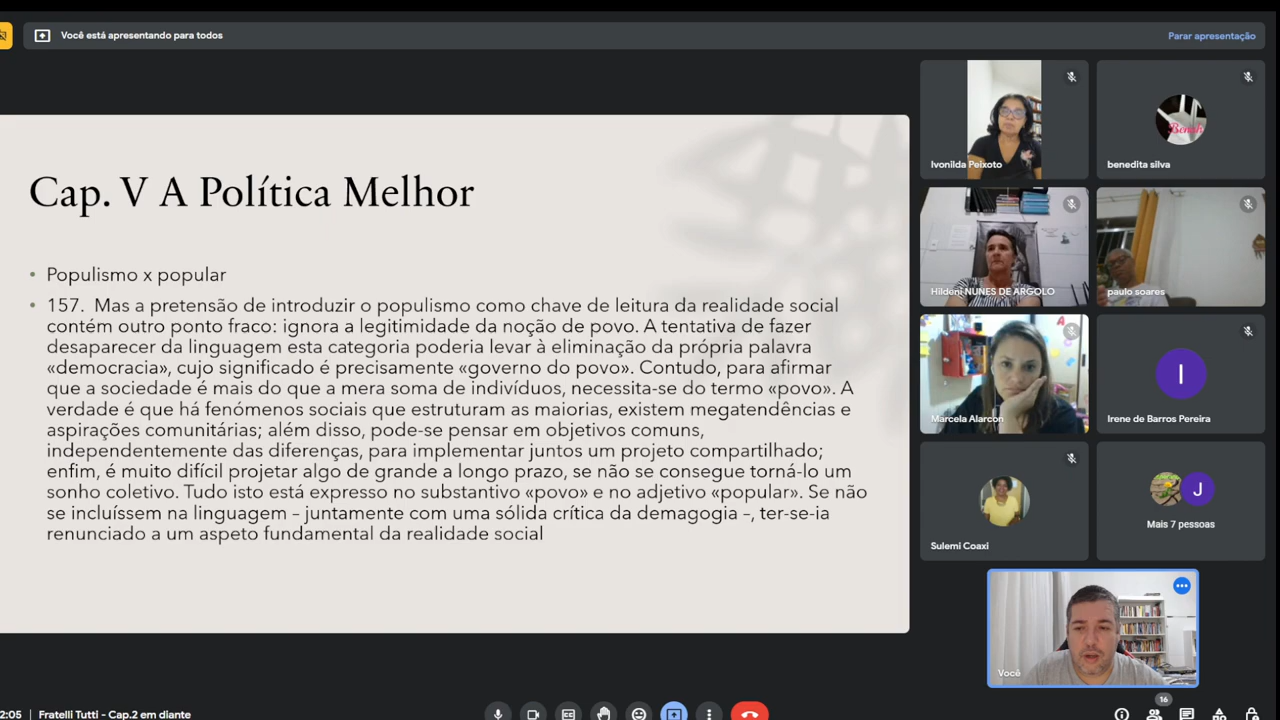 Você está apresentando para todos
Parar apresentação
Cap. V A Política Melhor
• Populismo x popular
• 157. Mas a pretensão de introduzir o populismo como chave de leitura da realidade social
contém outro ponto fraco: ignora a legitimidade da noção de povo. A tentativa de fazer
desaparecer da linguagem esta categoria poderia levar à eliminação da própria palavra
«democracia», cujo significado é precisamente «governo do povo». Contudo, para afirmar
que a sociedade é mais do que a mera soma de indivíduos, necessita-se do termo «povo». A
verdade é que há fenómenos sociais que estruturam as maiorias, existem megatendências e
aspirações comunitárias; além disso, pode-se pensar em objetivos comuns,
independentemente das diferenças, para implementar juntos um projeto compartilhado;
enfim, é muito difícil projetar algo de grande a longo prazo, se não se consegue torná-lo um
sonho coletivo. Tudo isto está expresso no substantivo «povo» e no adjetivo «popular». Se não
se incluíssem na linguagem – juntamente com uma sólida crítica da demagogia –, ter-se-ia
renunciado a um aspeto fundamental da realidade social
Ivonilda Peixoto
benedita silva
Hildeni NUNES DE ARGOLO
paulo soares
Marcela Alarcon
I
Irene de Barros Pereira
Sulemi Coaxi
J
Mais 7 pessoas
Você
2:05 | Fratelli Tutti - Cap.2 em diante
16